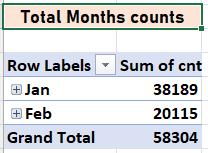 Total Months counts
Row Labels Sum of cnt
Jan 38189
Feb 20115
Grand Total 58304